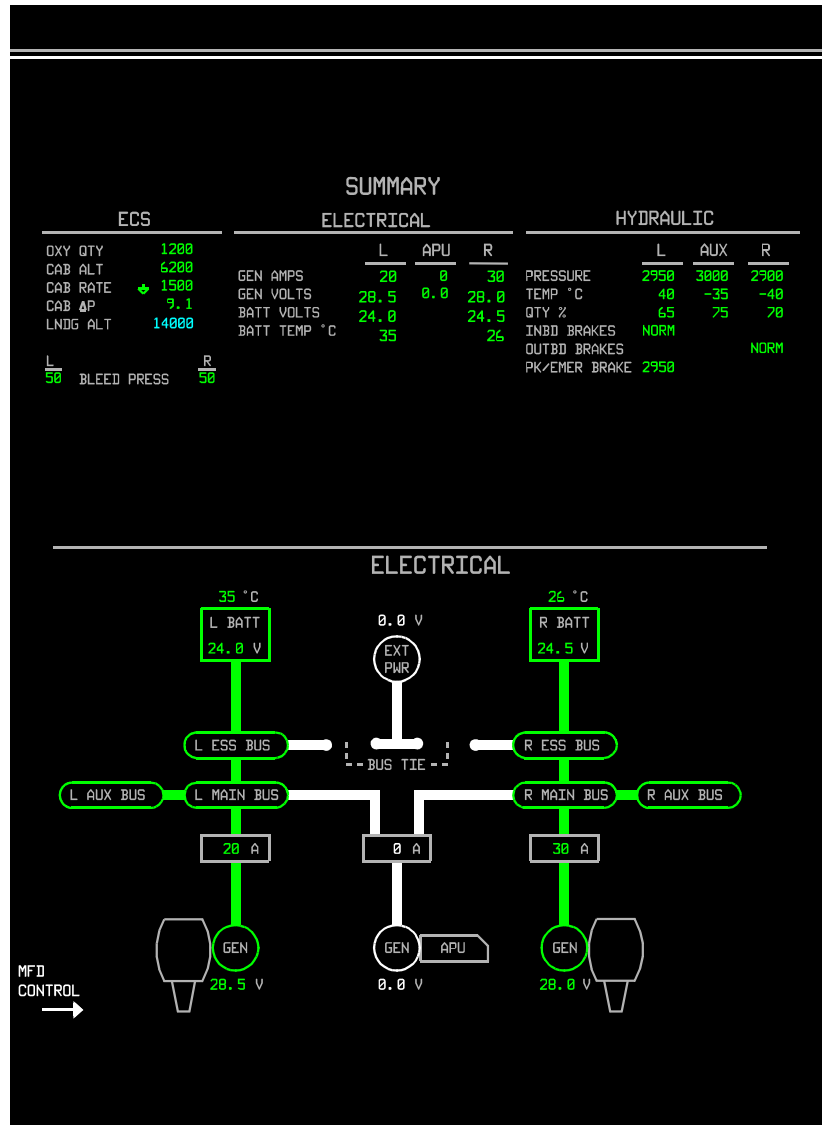 SUMMARY
ECS
OXY QTY 1200
CAB ALT 6200
CAB RATE 1500
CAB ΔP 9.1
LNDG ALT 14000
L R
50 BLEED PRESS 50
ELECTRICAL
L APU R
GEN AMPS 20 0 30
GEN VOLTS 28.5 0.0 28.0
BATT VOLTS 24.0 24.5
BATT TEMP °C 35 26
HYDRAULIC
L AUX R
PRESSURE 2950 3000 2900
TEMP °C 40 -35 -40
QTY % 65 75 70
INBD BRAKES NORM
OUTBD BRAKES NORM
PK/EMER BRAKE 2950
ELECTRICAL
35 °C 26 °C
L BATT 0.0 V R BATT
24.0 V EXT 24.5 V
PWR
L ESS BUS R ESS BUS
BUS TIE
L AUX BUS L MAIN BUS R MAIN BUS R AUX BUS
20 A 0 A 30 A
GEN GEN APU GEN
28.5 V 0.0 V 28.0 V
MFD
CONTROL